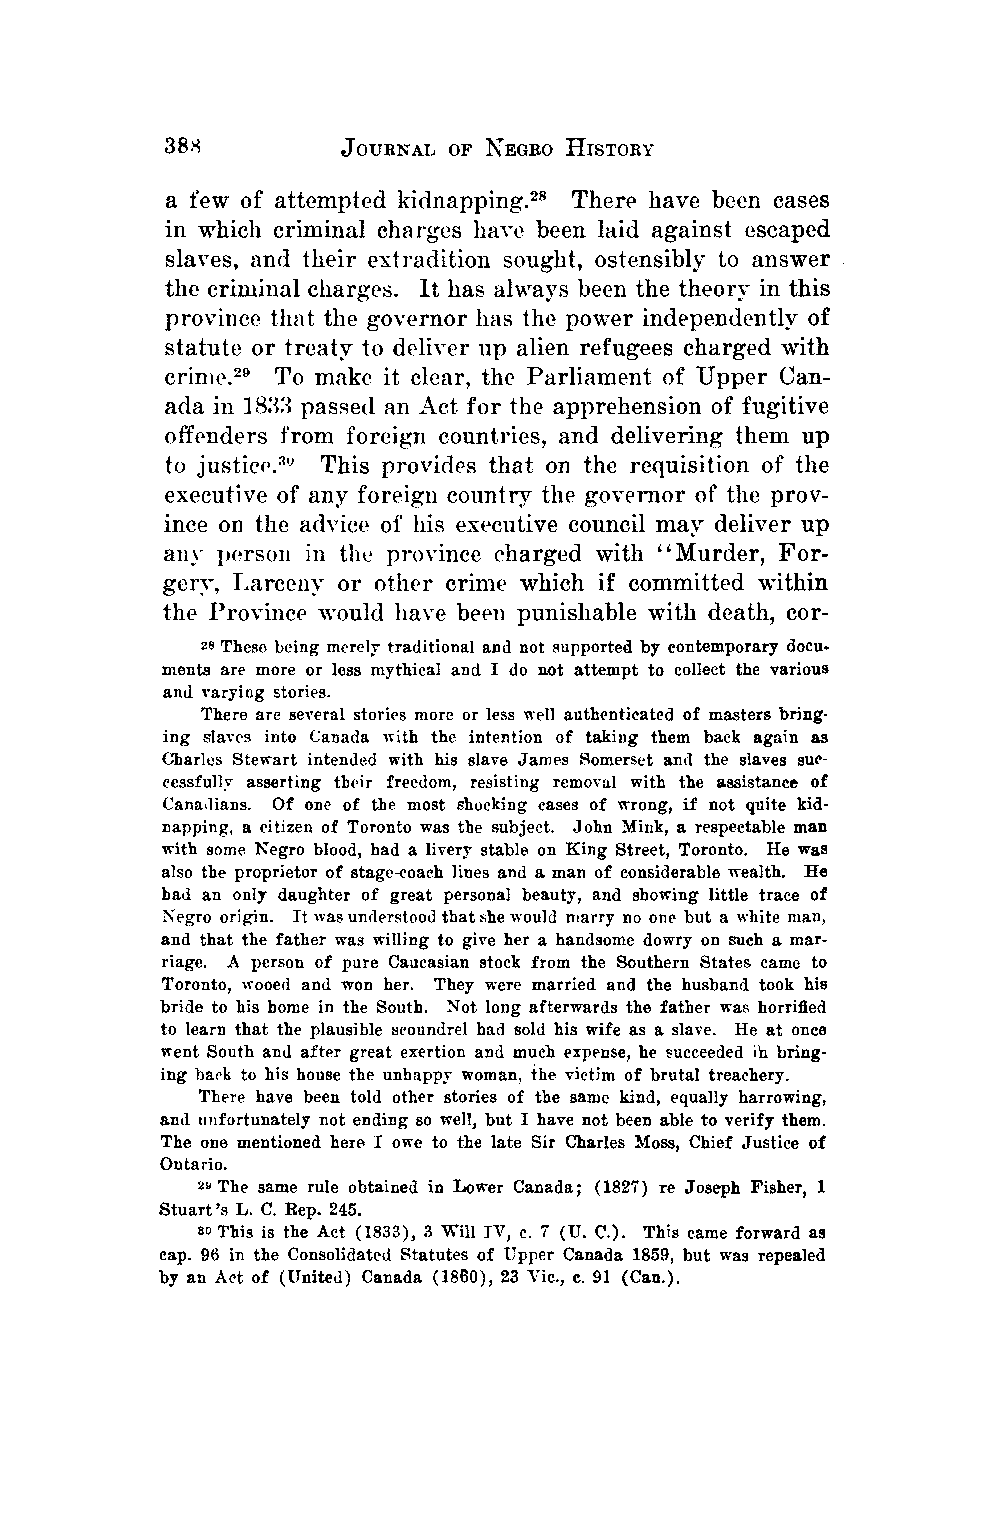 388 JOURNAL OF NEGRO HISTORY
a few of attempted kidnapping.28 There have been cases
in which criminal charges have been laid against escaped
slaves, and their extradition sought, ostensibly to answer
the criminal charges. It has always been the theory in this
province that the governor has the power independently of
statute or treaty to deliver up alien refugees charged with
crime.29 To make it clear, the Parliament of Upper Can-
ada in 1833 passed an Act for the apprehension of fugitive
offenders from foreign countries, and delivering them up
to justice.30 This provides that on the requisition of the
executive of any foreign country the governor of the prov-
ince on the advice of his executive council may deliver up
any person in the province charged with "Murder, For-
gery, Larceny or other crime which if committed within
the Province would have been punishable with death, cor-
28 These being merely traditional and not supported by contemporary docu-
ments are more or less mythical and I do not attempt to collect the various
and varying stories.
There are several stories more or less well authenticated of masters bring-
ing slaves into Canada with the intention of taking them back again as
Charles Stewart intended with his slave James Somerset and the slaves suc-
cessfully asserting their freedom, resisting removal with the assistance of
Canadians. Of one of the most shocking cases of wrong, if not quite kid-
napping, a citizen of Toronto was the subject. John Mink, a respectable man
with some Negro blood, had a livery stable on King Street, Toronto. He was
also the proprietor of stage-coach lines and a man of considerable wealth. He
had an only daughter of great personal beauty, and showing little trace of
Negro origin. It was understood that she would marry no one but a white man,
and that the father was willing to give her a handsome dowry on such a mar-
riage. A person of pure Caucasian stock from the Southern States came to
Toronto, wooed and won her. They were married and the husband took his
bride to his home in the South. Not long afterwards the father was horrified
to learn that the plausible scoundrel had sold his wife as a slave. He at once
went South and after great exertion and much expense, he succeeded in bring-
ing back to his house the unhappy woman, the victim of brutal treachery.
There have been told other stories of the same kind, equally harrowing,
and unfortunately not ending so well, but I have not been able to verify them.
The one mentioned here I owe to the late Sir Charles Moss, Chief Justice of
Ontario.
29 The same rule obtained in Lower Canada; (1827) re Joseph Fisher, 1
Stuart's L. C. Rep. 245.
30 This is the Act (1833), 3 Will IV, c. 7 (U. C.). This came forward as
cap. 96 in the Consolidated Statutes of Upper Canada 1859, but was repealed
by an Act of (United) Canada (1860), 23 Vic., c. 91 (Can.).